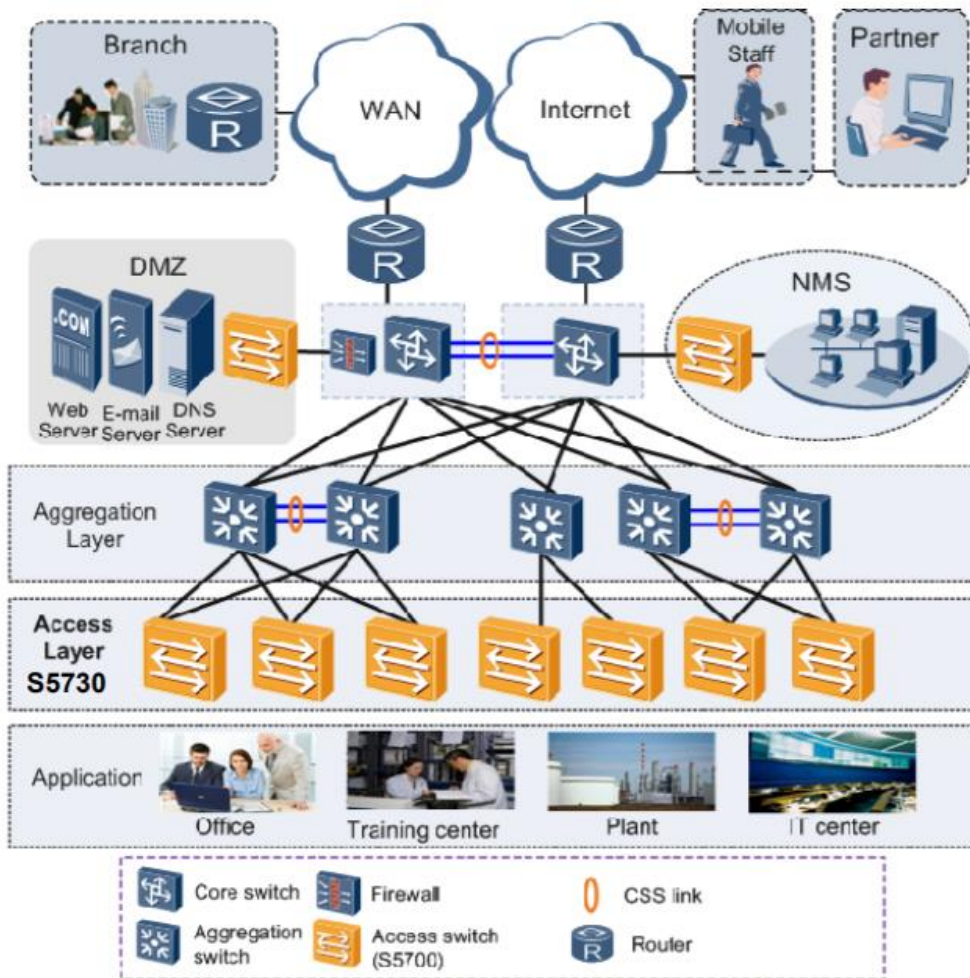 Branch
R
WAN
Internet
Mobile
Staff
Partner
R
R
DMZ
.COM
Web
Server
E-mail
Server
DNS
Server
NMS
Aggregation
Layer
Access
Layer
S5730
Application
Office
Training center
Plant
IT center
Core switch
Firewall
CSS link
Aggregation
switch
Access switch
(S5700)
R
Router